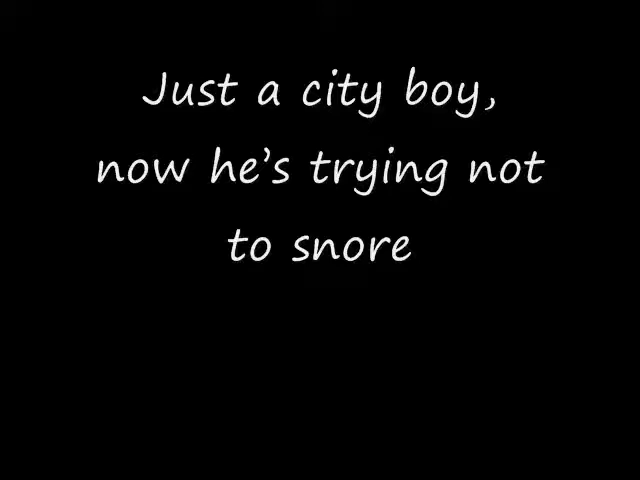 Just a city boy,
now he’s trying not
to snore